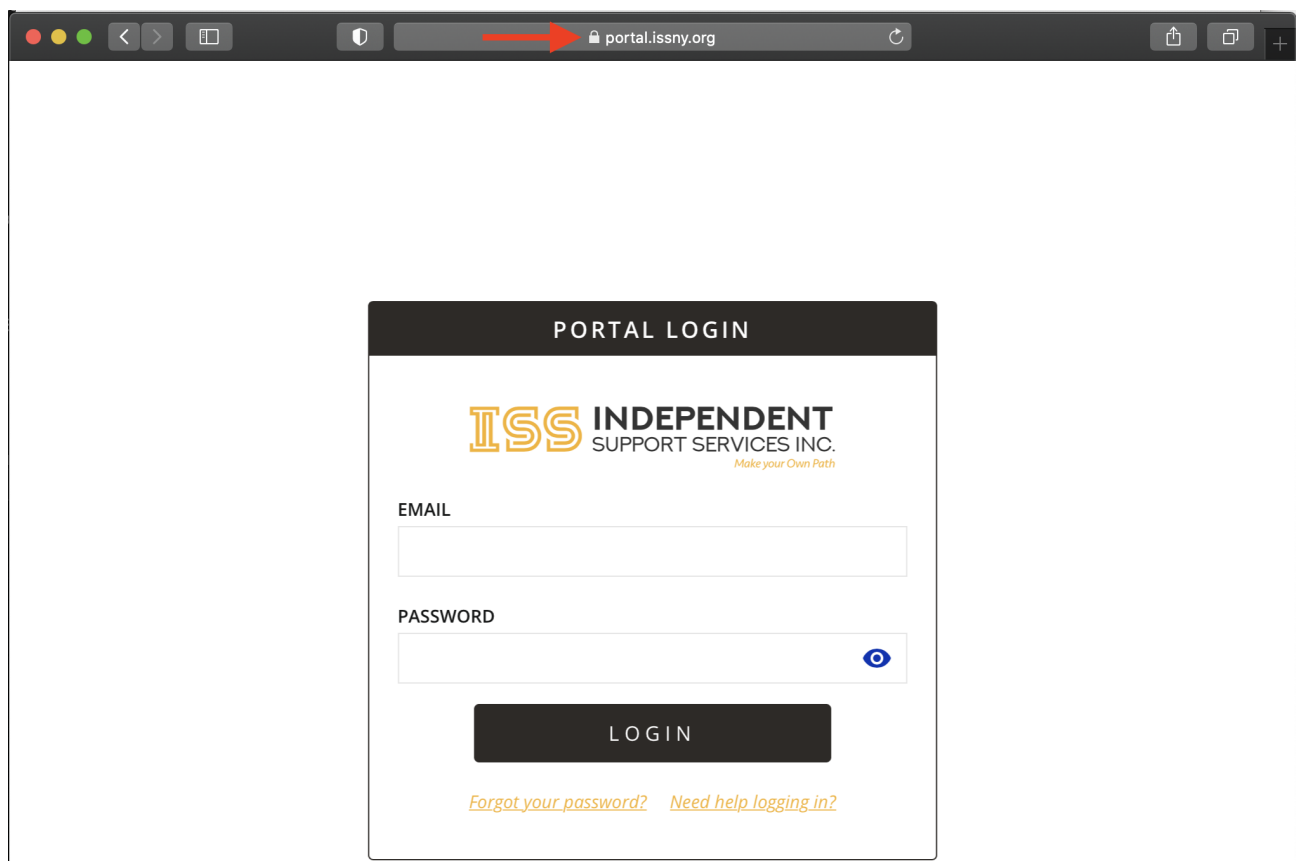 portal.issny.org
PORTAL LOGIN
ISS INDEPENDENT
SUPPORT SERVICES INC.
Make your Own Path
EMAIL
PASSWORD
LOGIN
Forgot your password? Need help logging in?